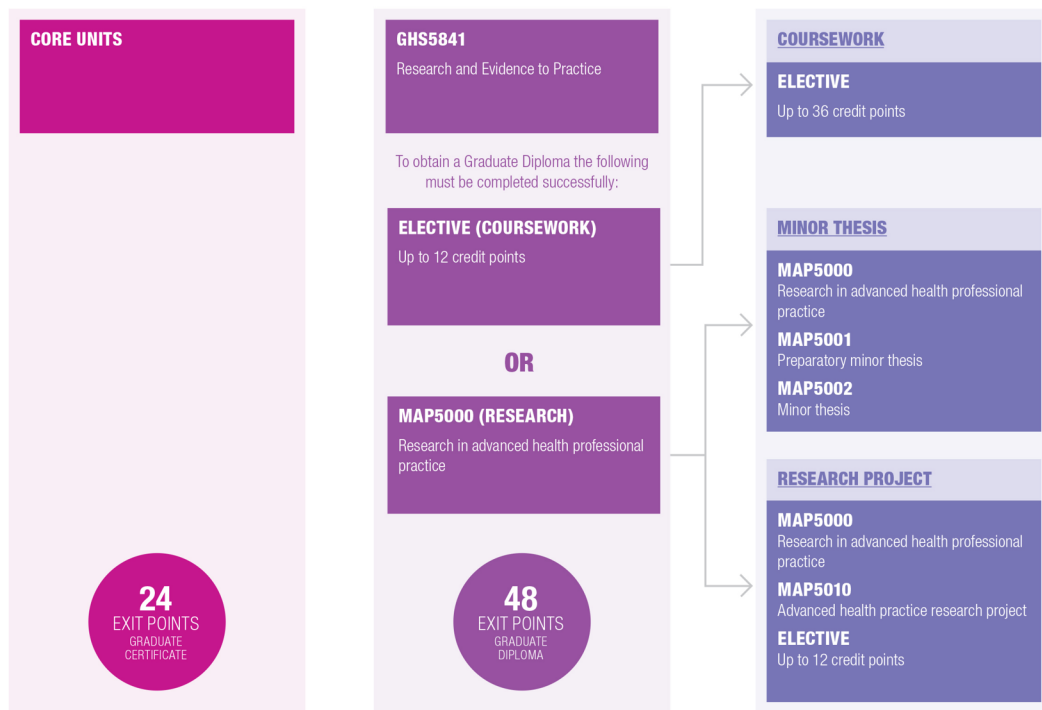 CORE UNITS
24
EXIT POINTS
GRADUATE
CERTIFICATE
GHS5841
Research and Evidence to Practice
To obtain a Graduate Diploma the following
must be completed successfully:
ELECTIVE (COURSEWORK)
Up to 12 credit points
OR
MAP5000 (RESEARCH)
Research in advanced health professional
practice
48
EXIT POINTS
GRADUATE
DIPLOMA
COURSEWORK
ELECTIVE
Up to 36 credit points
MINOR THESIS
MAP5000
Research in advanced health professional
practice
MAP5001
Preparatory minor thesis
MAP5002
Minor thesis
RESEARCH PROJECT
MAP5000
Research in advanced health professional
practice
MAP5010
Advanced health practice research project
ELECTIVE
Up to 12 credit points